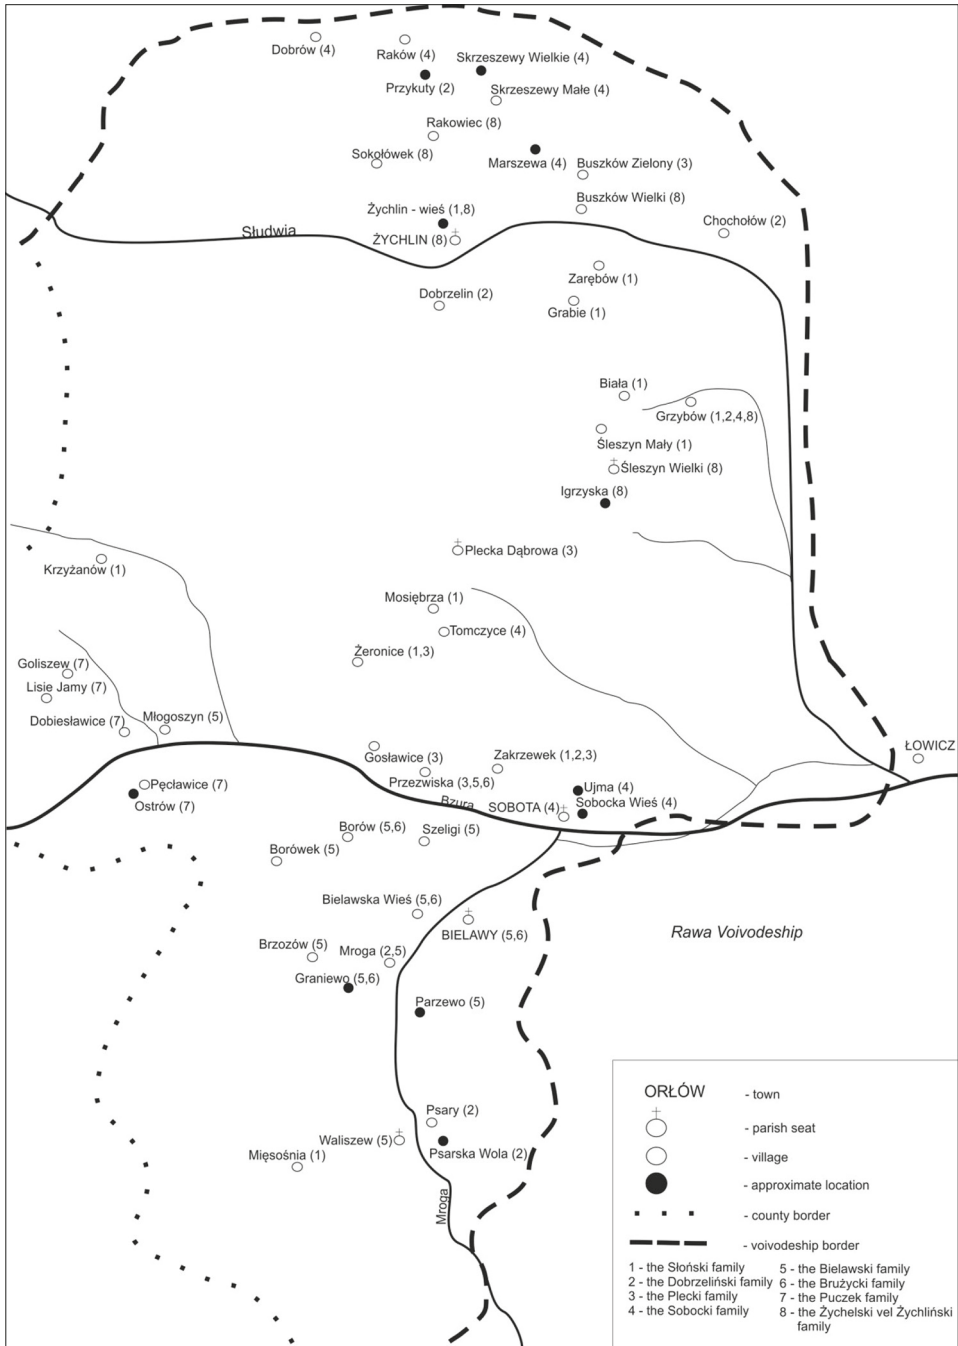 Dobrów (4)
Raków (4)
Skrzeszewy Wielkie (4)
Przykuty (2)
Skrzeszewy Małe (4)
Rakowiec (8)
Sokołówek (8)
Marszewa (4)
Buszków Zielony (3)
Buszków Wielki (8)
Żychlin - wieś (1,8)
Chochołów (2)
Słudwia
ŻYCHLIN (8)
Zarębów (1)
Dobrzelin (2)
Grabie (1)
Biała (1)
Grzybów (1,2,4,8)
Śleszyn Mały (1)
Śleszyn Wielki (8)
Igrzyska (8)
Plecka Dąbrowa (3)
Krzyżanów (1)
Mosiębrza (1)
Tomczyce (4)
Żeronice (1,3)
Goliszew (7)
Lisie Jamy (7)
Dobiesławice (7)
Młogoszyn (5)
ŁOWICZ
Gosławice (3)
Zakrzewek (1,2,3)
Przezwiska (3,5,6)
Pęcławice (7)
Ujma (4)
Ostrów (7)
Bzura
SOBOTA (4)
Sobocka Wieś (4)
Borów (5,6)
Szeligi (5)
Borówek (5)
Bielawska Wieś (5,6)
BIELAWY (5,6)
Rawa Voivodeship
Brzozów (5)
Mroga (2,5)
Graniewo (5,6)
Parzewo (5)
Psary (2)
Waliszew (5)
Psarska Wola (2)
Mięsośnia (1)
Mroga
ORŁÓW - town
- parish seat
- village
- approximate location
- county border
- voivodeship border
1 - the Słoński family
2 - the Dobrzeliński family
3 - the Plecki family
4 - the Sobocki family
5 - the Bielawski family
6 - the Brużycki family
7 - the Puczek family
8 - the Żychelski vel Żychliński
family